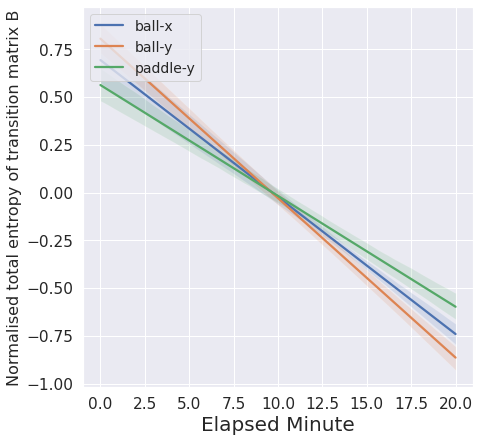 Normalised total entropy of transition matrix B
ball-x
ball-y
paddle-y
0.75
0.50
0.25
0.00
−0.25
−0.50
−0.75
−1.00
0.0 2.5 5.0 7.5 10.0 12.5 15.0 17.5 20.0
Elapsed Minute